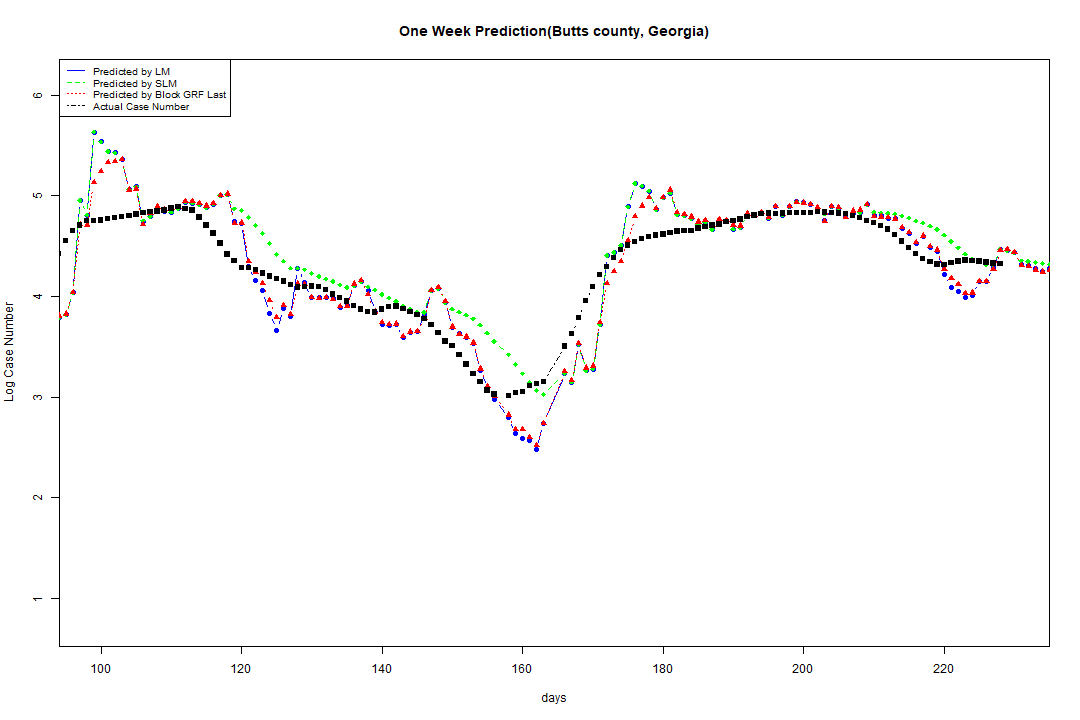 One Week Prediction(Butts county, Georgia)
Predicted by LM
Predicted by SLM
Predicted by Block GRF Last
Actual Case Number
6
5
4
3
2
1
Log Case Number
100 120 140 160 180 200 220
days